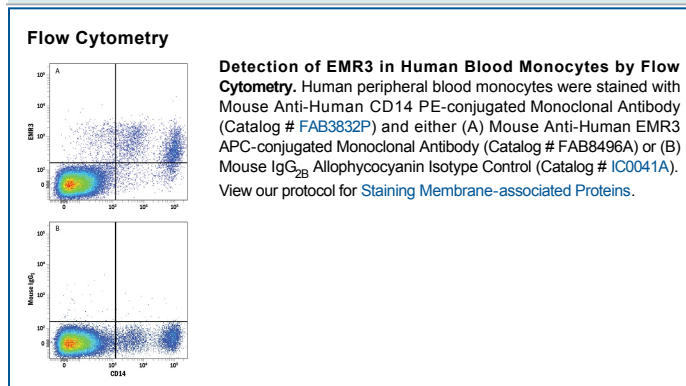 Flow Cytometry
Detection of EMR3 in Human Blood Monocytes by Flow
Cytometry. Human peripheral blood monocytes were stained with
Mouse Anti-Human CD14 PE-conjugated Monoclonal Antibody
(Catalog # FAB3832P) and either (A) Mouse Anti-Human EMR3
APC-conjugated Monoclonal Antibody (Catalog # FAB8496A) or (B)
Mouse IgG2B Allophycocyanin Isotype Control (Catalog # IC0041A).
View our protocol for Staining Membrane-associated Proteins.
A
EMR3
B
Mouse IgG
CD14